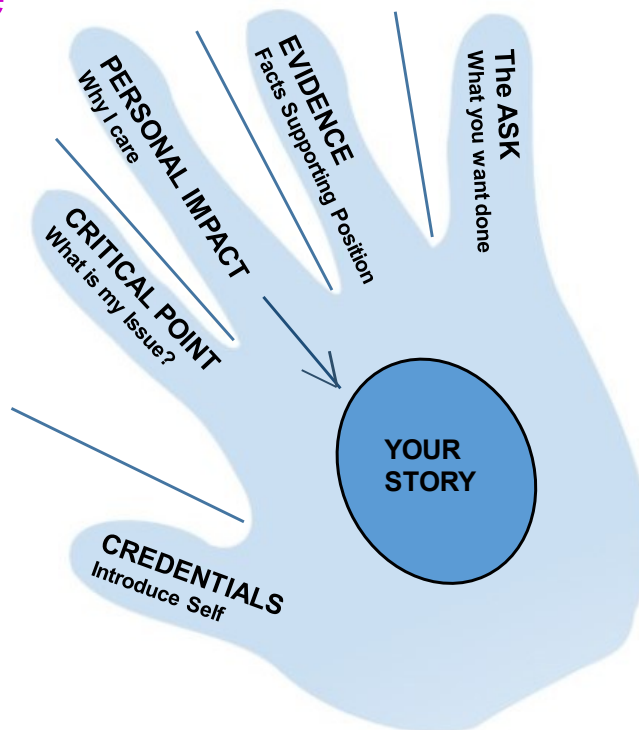 CREDENTIALS
Introduce Self
CRITICAL POINT
What is my Issue?
PERSONAL IMPACT
Why I care
EVIDENCE
Facts Supporting Position
The ASK
What you want done
YOUR
STORY